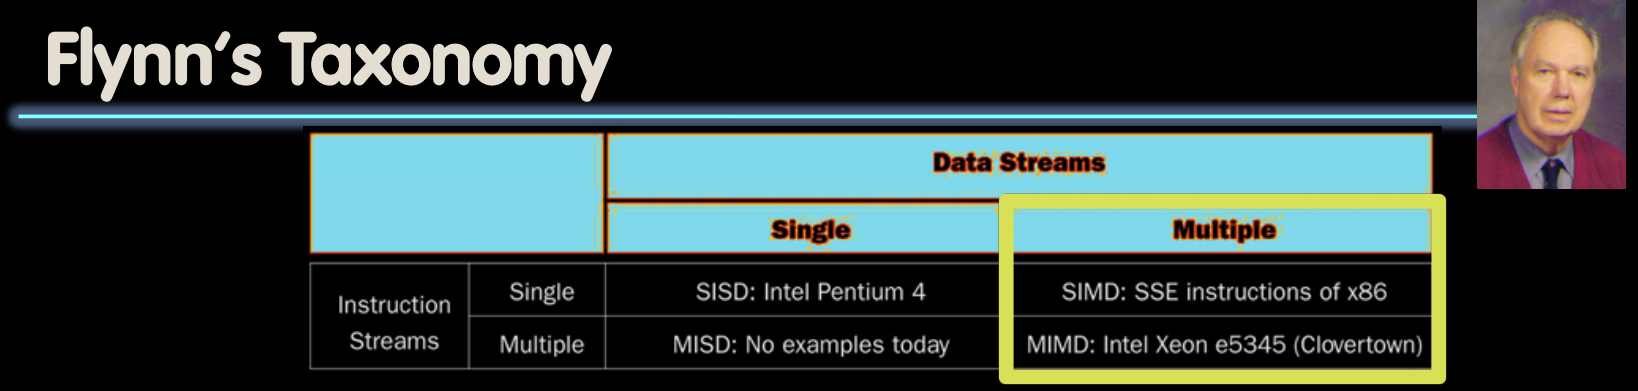 Flynn's Taxonomy
Data Streams
Single Multiple
Instruction Streams
Single SISD: Intel Pentium 4 SIMD: SSE instructions of x86
Multiple MISD: No examples today MIMD: Intel Xeon e5345 (Clovertown)